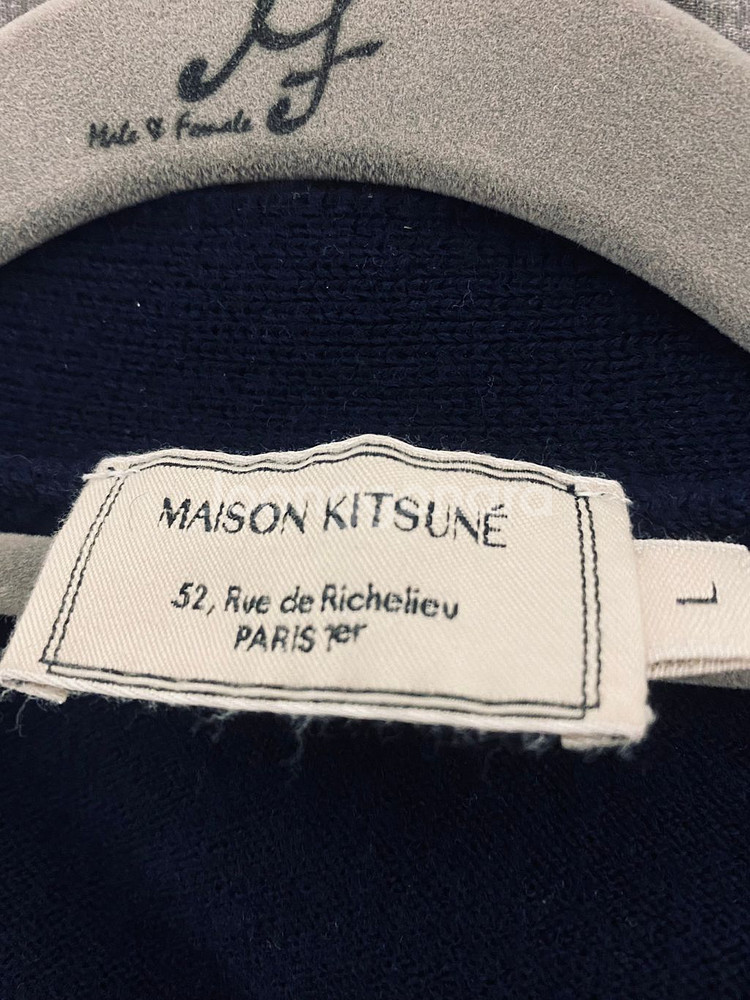 Male & Female
MAISON KITSUNÉ
52, Rue de Richelieu
PARIS 1er
L